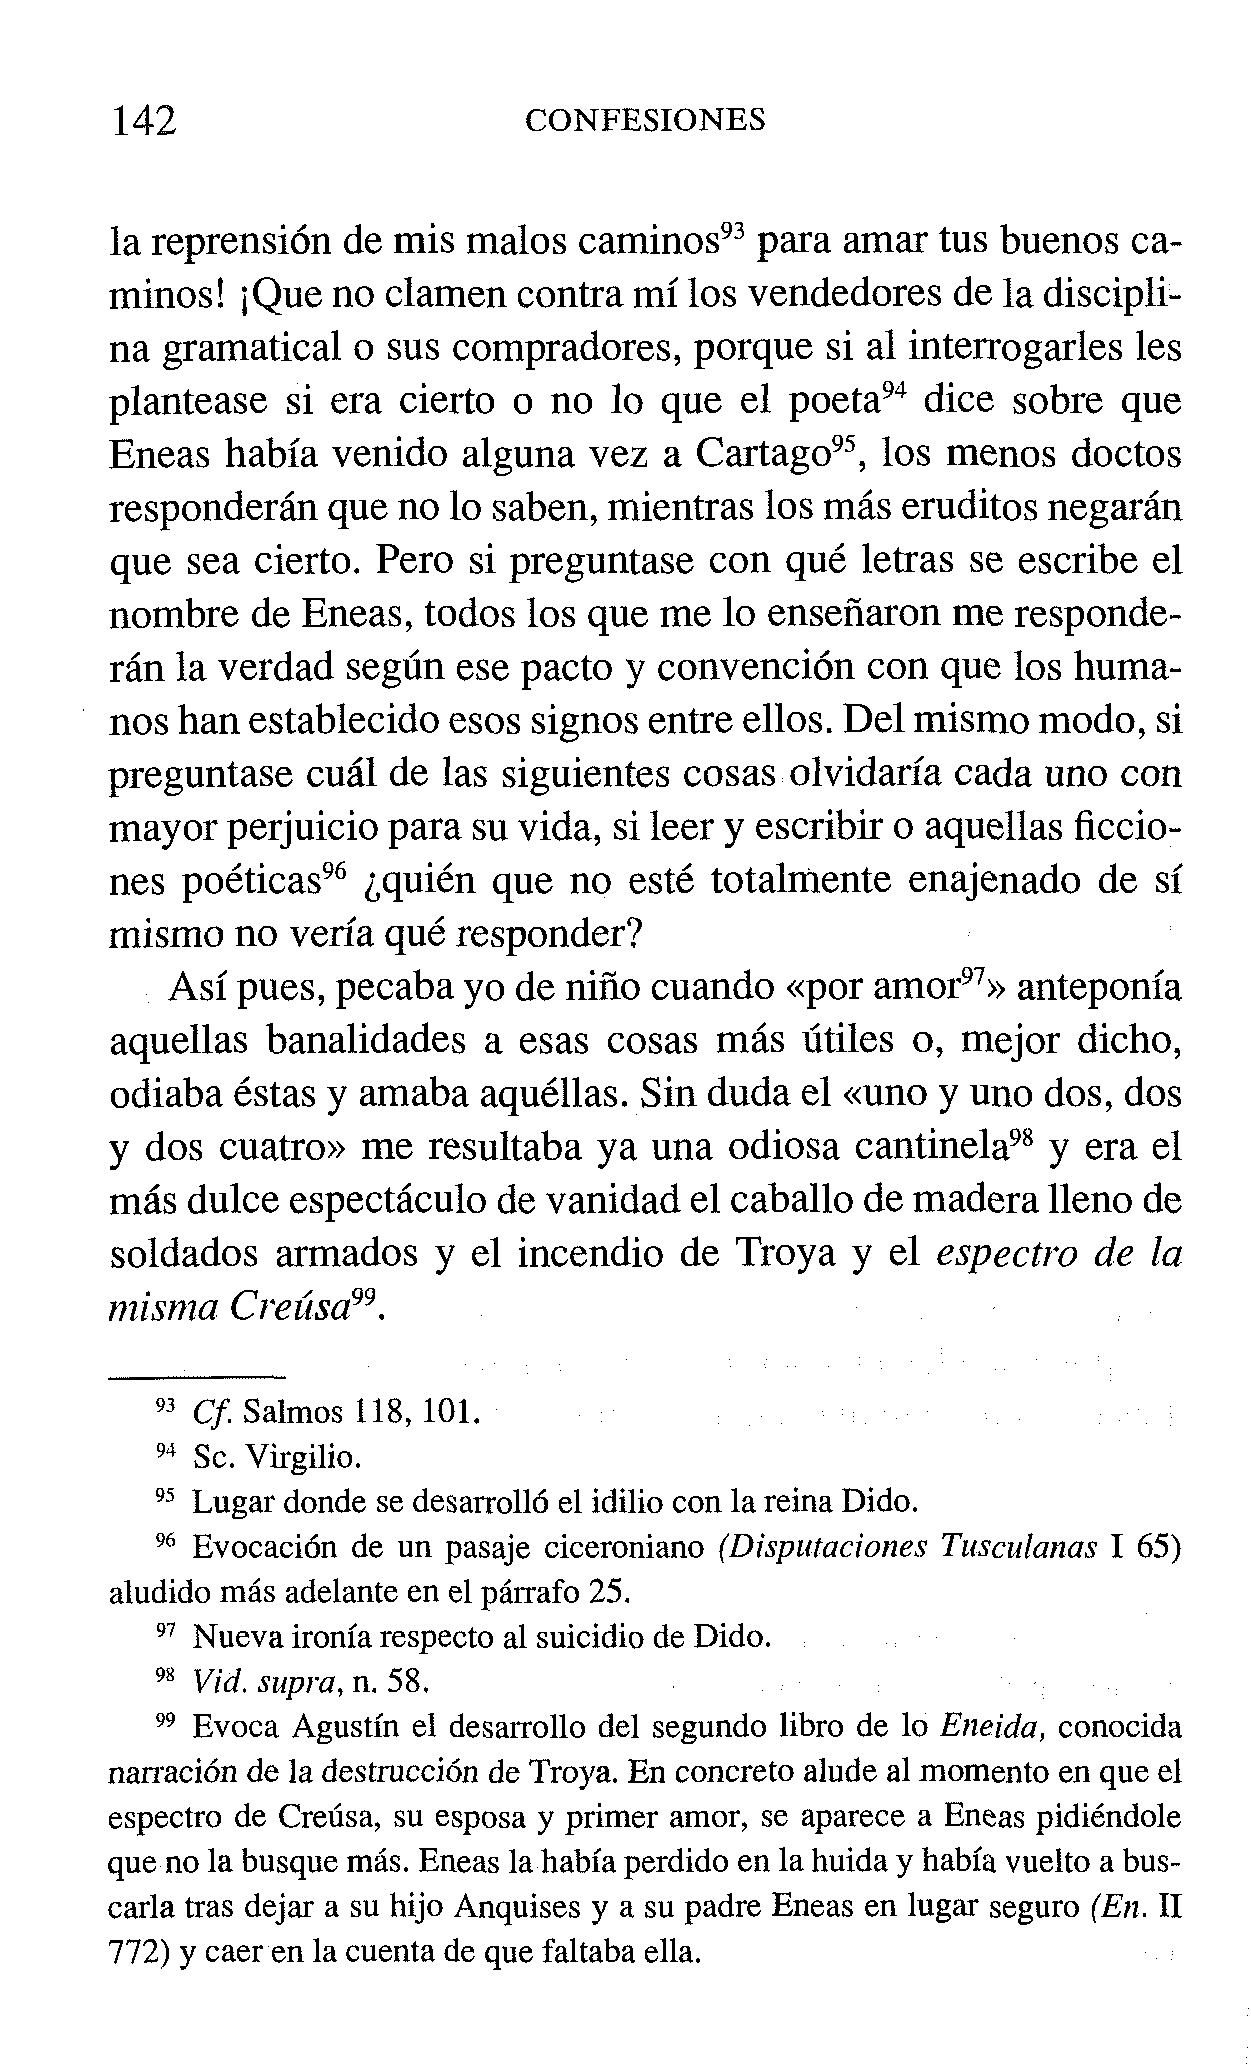 142 CONFESIONES
la reprensión de mis malos caminos⁹³ para amar tus buenos ca-
minos! ¡Que no clamen contra mí los vendedores de la discipli-
na gramatical o sus compradores, porque si al interrogarles les
plantease si era cierto o no lo que el poeta⁹⁴ dice sobre que
Eneas había venido alguna vez a Cartago⁹⁵, los menos doctos
responderán que no lo saben, mientras los más eruditos negarán
que sea cierto. Pero si preguntase con qué letras se escribe el
nombre de Eneas, todos los que me lo enseñaron me responde-
rán la verdad según ese pacto y convención con que los huma-
nos han establecido esos signos entre ellos. Del mismo modo, si
preguntase cuál de las siguientes cosas olvidaría cada uno con
mayor perjuicio para su vida, si leer y escribir o aquellas ficcio-
nes poéticas⁹⁶ ¿quién que no esté totalmente enajenado de sí
mismo no vería qué responder?
Así pues, pecaba yo de niño cuando «por amor⁹⁷» anteponía
aquellas banalidades a esas cosas más útiles o, mejor dicho,
odiaba éstas y amaba aquéllas. Sin duda el «uno y uno dos, dos
y dos cuatro» me resultaba ya una odiosa cantinela⁹⁸ y era el
más dulce espectáculo de vanidad el caballo de madera lleno de
soldados armados y el incendio de Troya y el espectro de la
misma Creúsa⁹⁹.
⁹³ Cf. Salmos 118, 101.
⁹⁴ Sc. Virgilio.
⁹⁵ Lugar donde se desarrolló el idilio con la reina Dido.
⁹⁶ Evocación de un pasaje ciceroniano (Disputaciones Tusculanas I 65)
aludido más adelante en el párrafo 25.
⁹⁷ Nueva ironía respecto al suicidio de Dido.
⁹⁸ Vid. supra, n. 58.
⁹⁹ Evoca Agustín el desarrollo del segundo libro de lo Eneida, conocida
narración de la destrucción de Troya. En concreto alude al momento en que el
espectro de Creúsa, su esposa y primer amor, se aparece a Eneas pidiéndole
que no la busque más. Eneas la había perdido en la huida y había vuelto a bus-
carla tras dejar a su hijo Anquises y a su padre Eneas en lugar seguro (En. II
772) y caer en la cuenta de que faltaba ella.